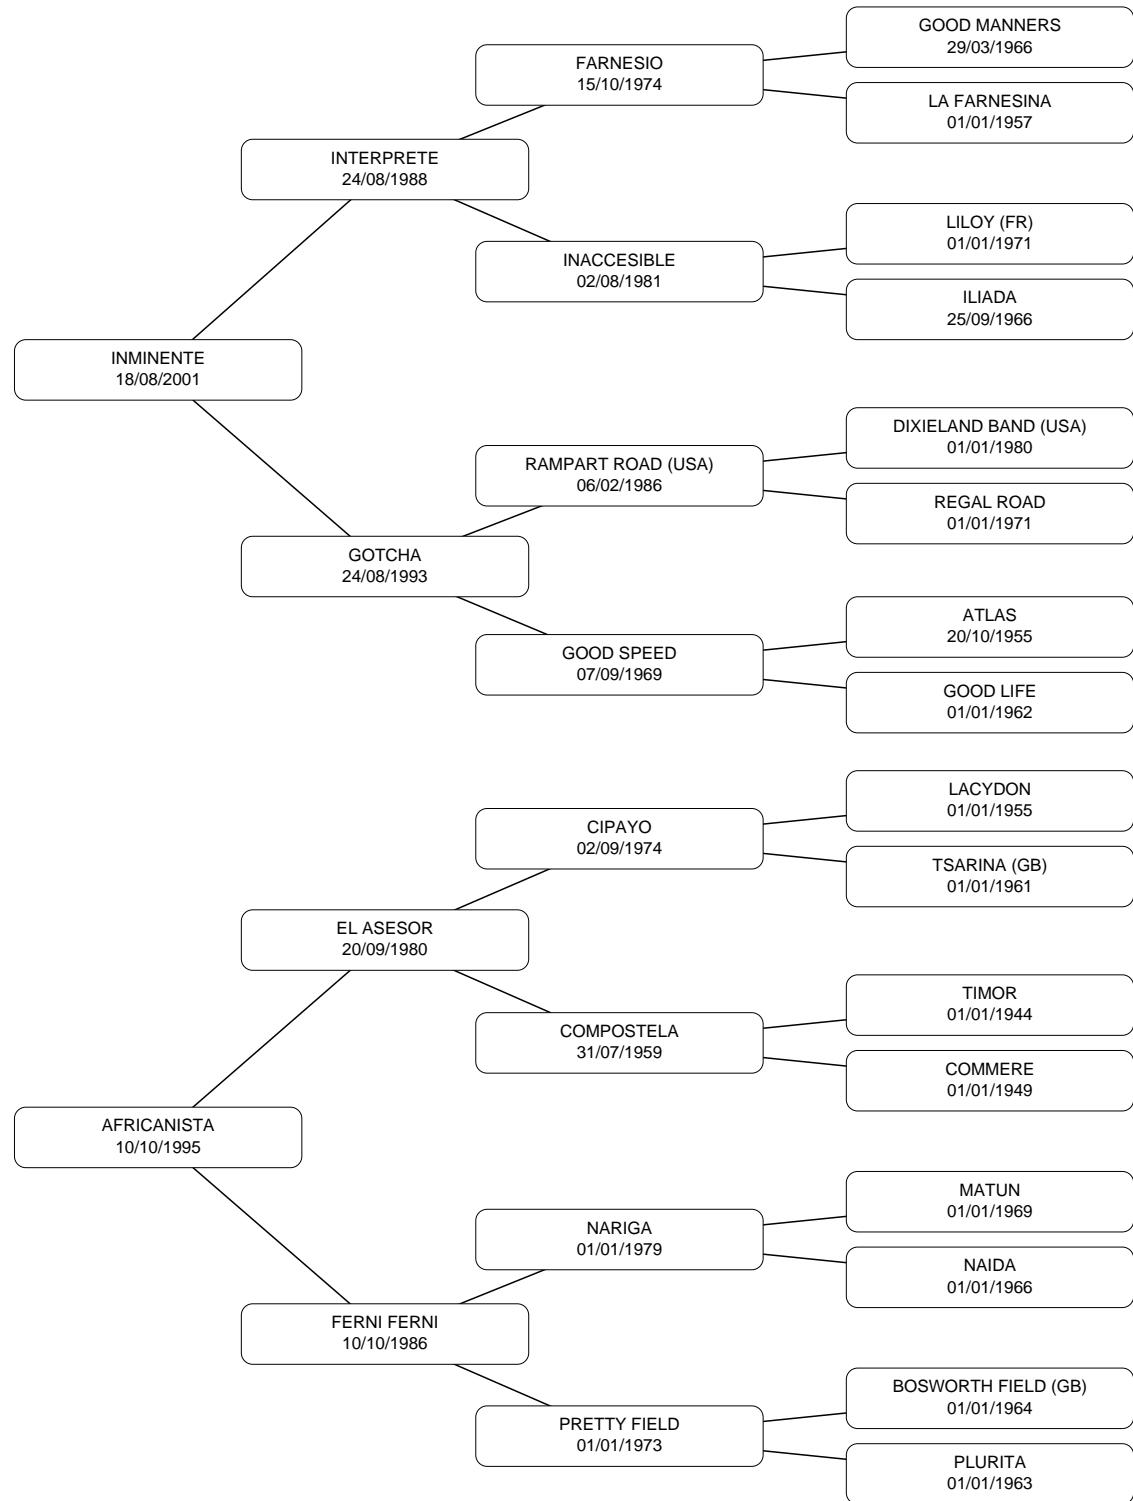 GOOD MANNERS
29/03/1966
FARNESIO
15/10/1974
LA FARNESINA
01/01/1957
INTERPRETE
24/08/1988
LILOY (FR)
01/01/1971
INACCESIBLE
02/08/1981
ILIADA
25/09/1966
INMINENTE
18/08/2001
DIXIELAND BAND (USA)
01/01/1980
RAMPART ROAD (USA)
06/02/1986
REGAL ROAD
01/01/1971
GOTCHA
24/08/1993
ATLAS
20/10/1955
GOOD SPEED
07/09/1969
GOOD LIFE
01/01/1962
LACYDON
01/01/1955
CIPAYO
02/09/1974
TSARINA (GB)
01/01/1961
EL ASESOR
20/09/1980
TIMOR
01/01/1944
COMPOSTELA
31/07/1959
COMMERE
01/01/1949
AFRICANISTA
10/10/1995
MATUN
01/01/1969
NARIGA
01/01/1979
NAIDA
01/01/1966
FERNI FERNI
10/10/1986
BOSWORTH FIELD (GB)
01/01/1964
PRETTY FIELD
01/01/1973
PLURITA
01/01/1963